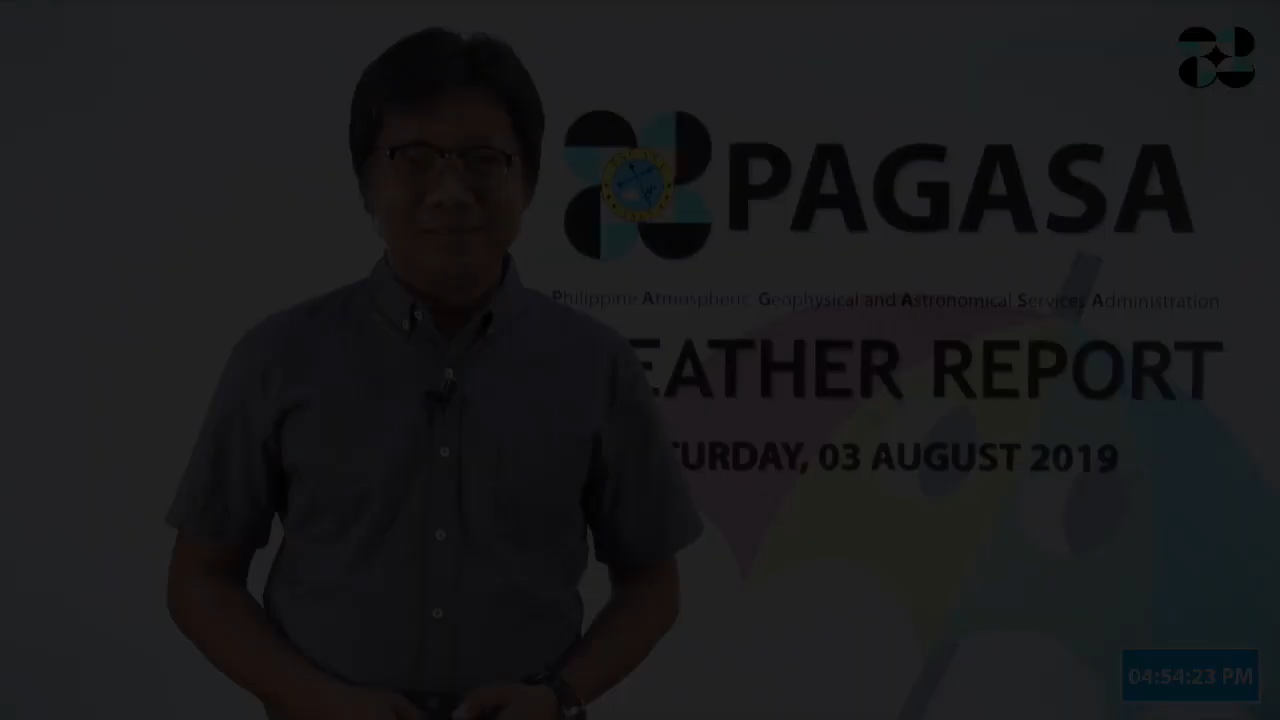 PAGASA
Philippine Atmospheric Geophysical and Astronomical Services Administration
EATHER REPORT
TURDAY, 03 AUGUST 2019
04:54:23 PM